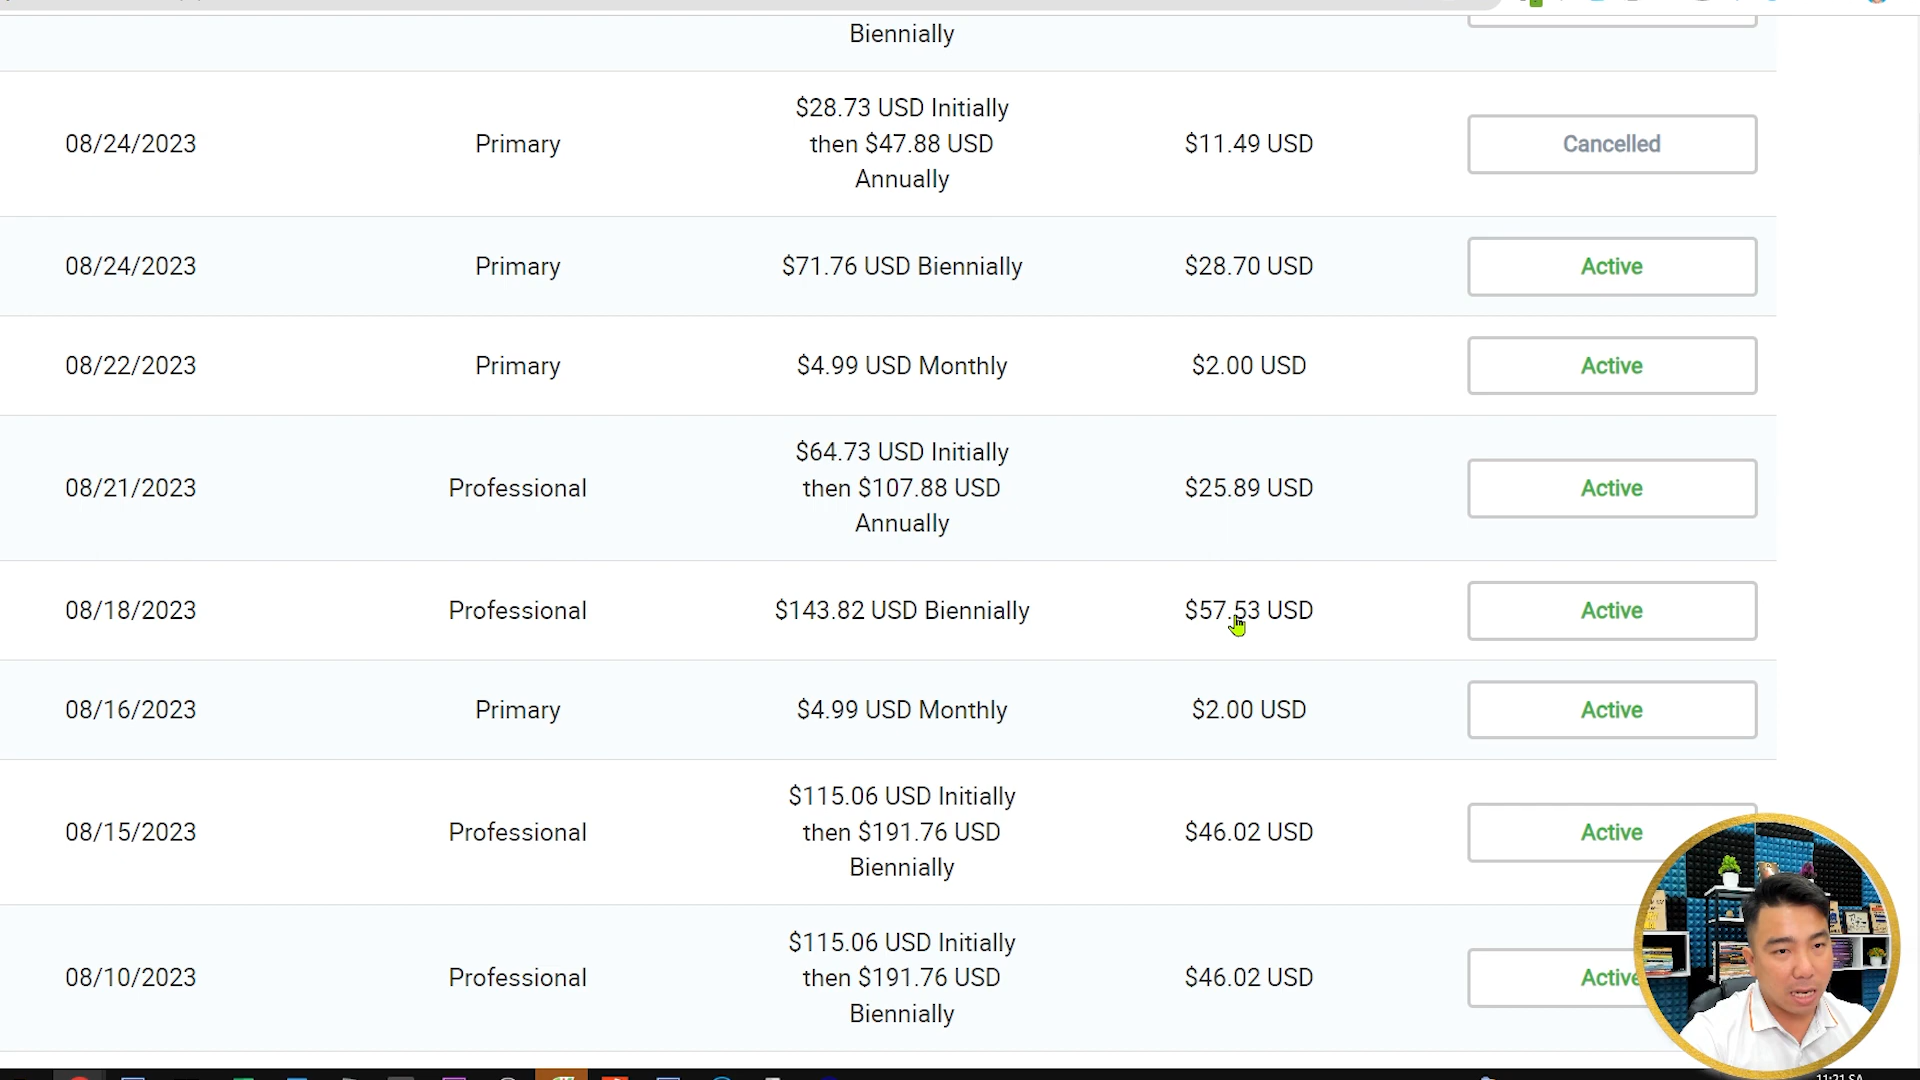 Biennially
$28.73 USD Initially
08/24/2023 Primary then $47.88 USD $11.49 USD Cancelled
Annually
08/24/2023 Primary $71.76 USD Biennially $28.70 USD Active
08/22/2023 Primary $4.99 USD Monthly $2.00 USD Active
$64.73 USD Initially
08/21/2023 Professional then $107.88 USD $25.89 USD Active
Annually
08/18/2023 Professional $143.82 USD Biennially $57.53 USD Active
08/16/2023 Primary $4.99 USD Monthly $2.00 USD Active
$115.06 USD Initially
08/15/2023 Professional then $191.76 USD $46.02 USD Active
Biennially
$115.06 USD Initially
08/10/2023 Professional then $191.76 USD $46.02 USD Active
Biennially